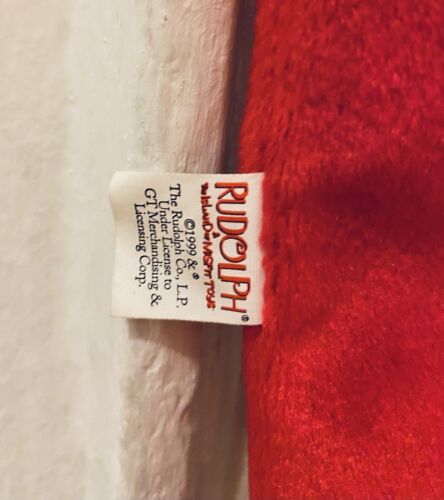 RUDOLPH®
&
THE ISLAND OF MISFIT TOYS
©1999 & ®
The Rudolph Co., L.P.
Under License to
GT Merchandising &
Licensing Corp.